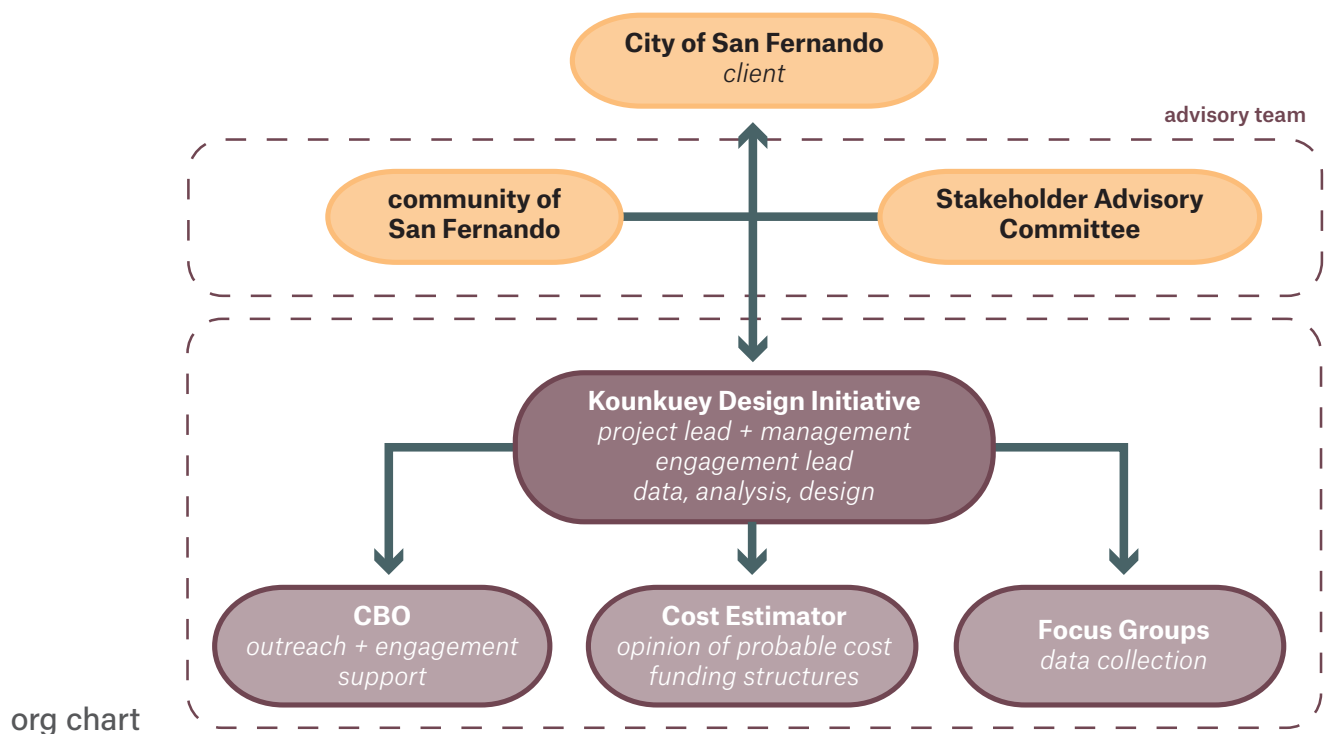 City of San Fernando
client
advisory team
community of
San Fernando
Stakeholder Advisory
Committee
Kounkuey Design Initiative
project lead + management
engagement lead
data, analysis, design
CBO
outreach + engagement
support
Cost Estimator
opinion of probable cost
funding structures
Focus Groups
data collection
org chart